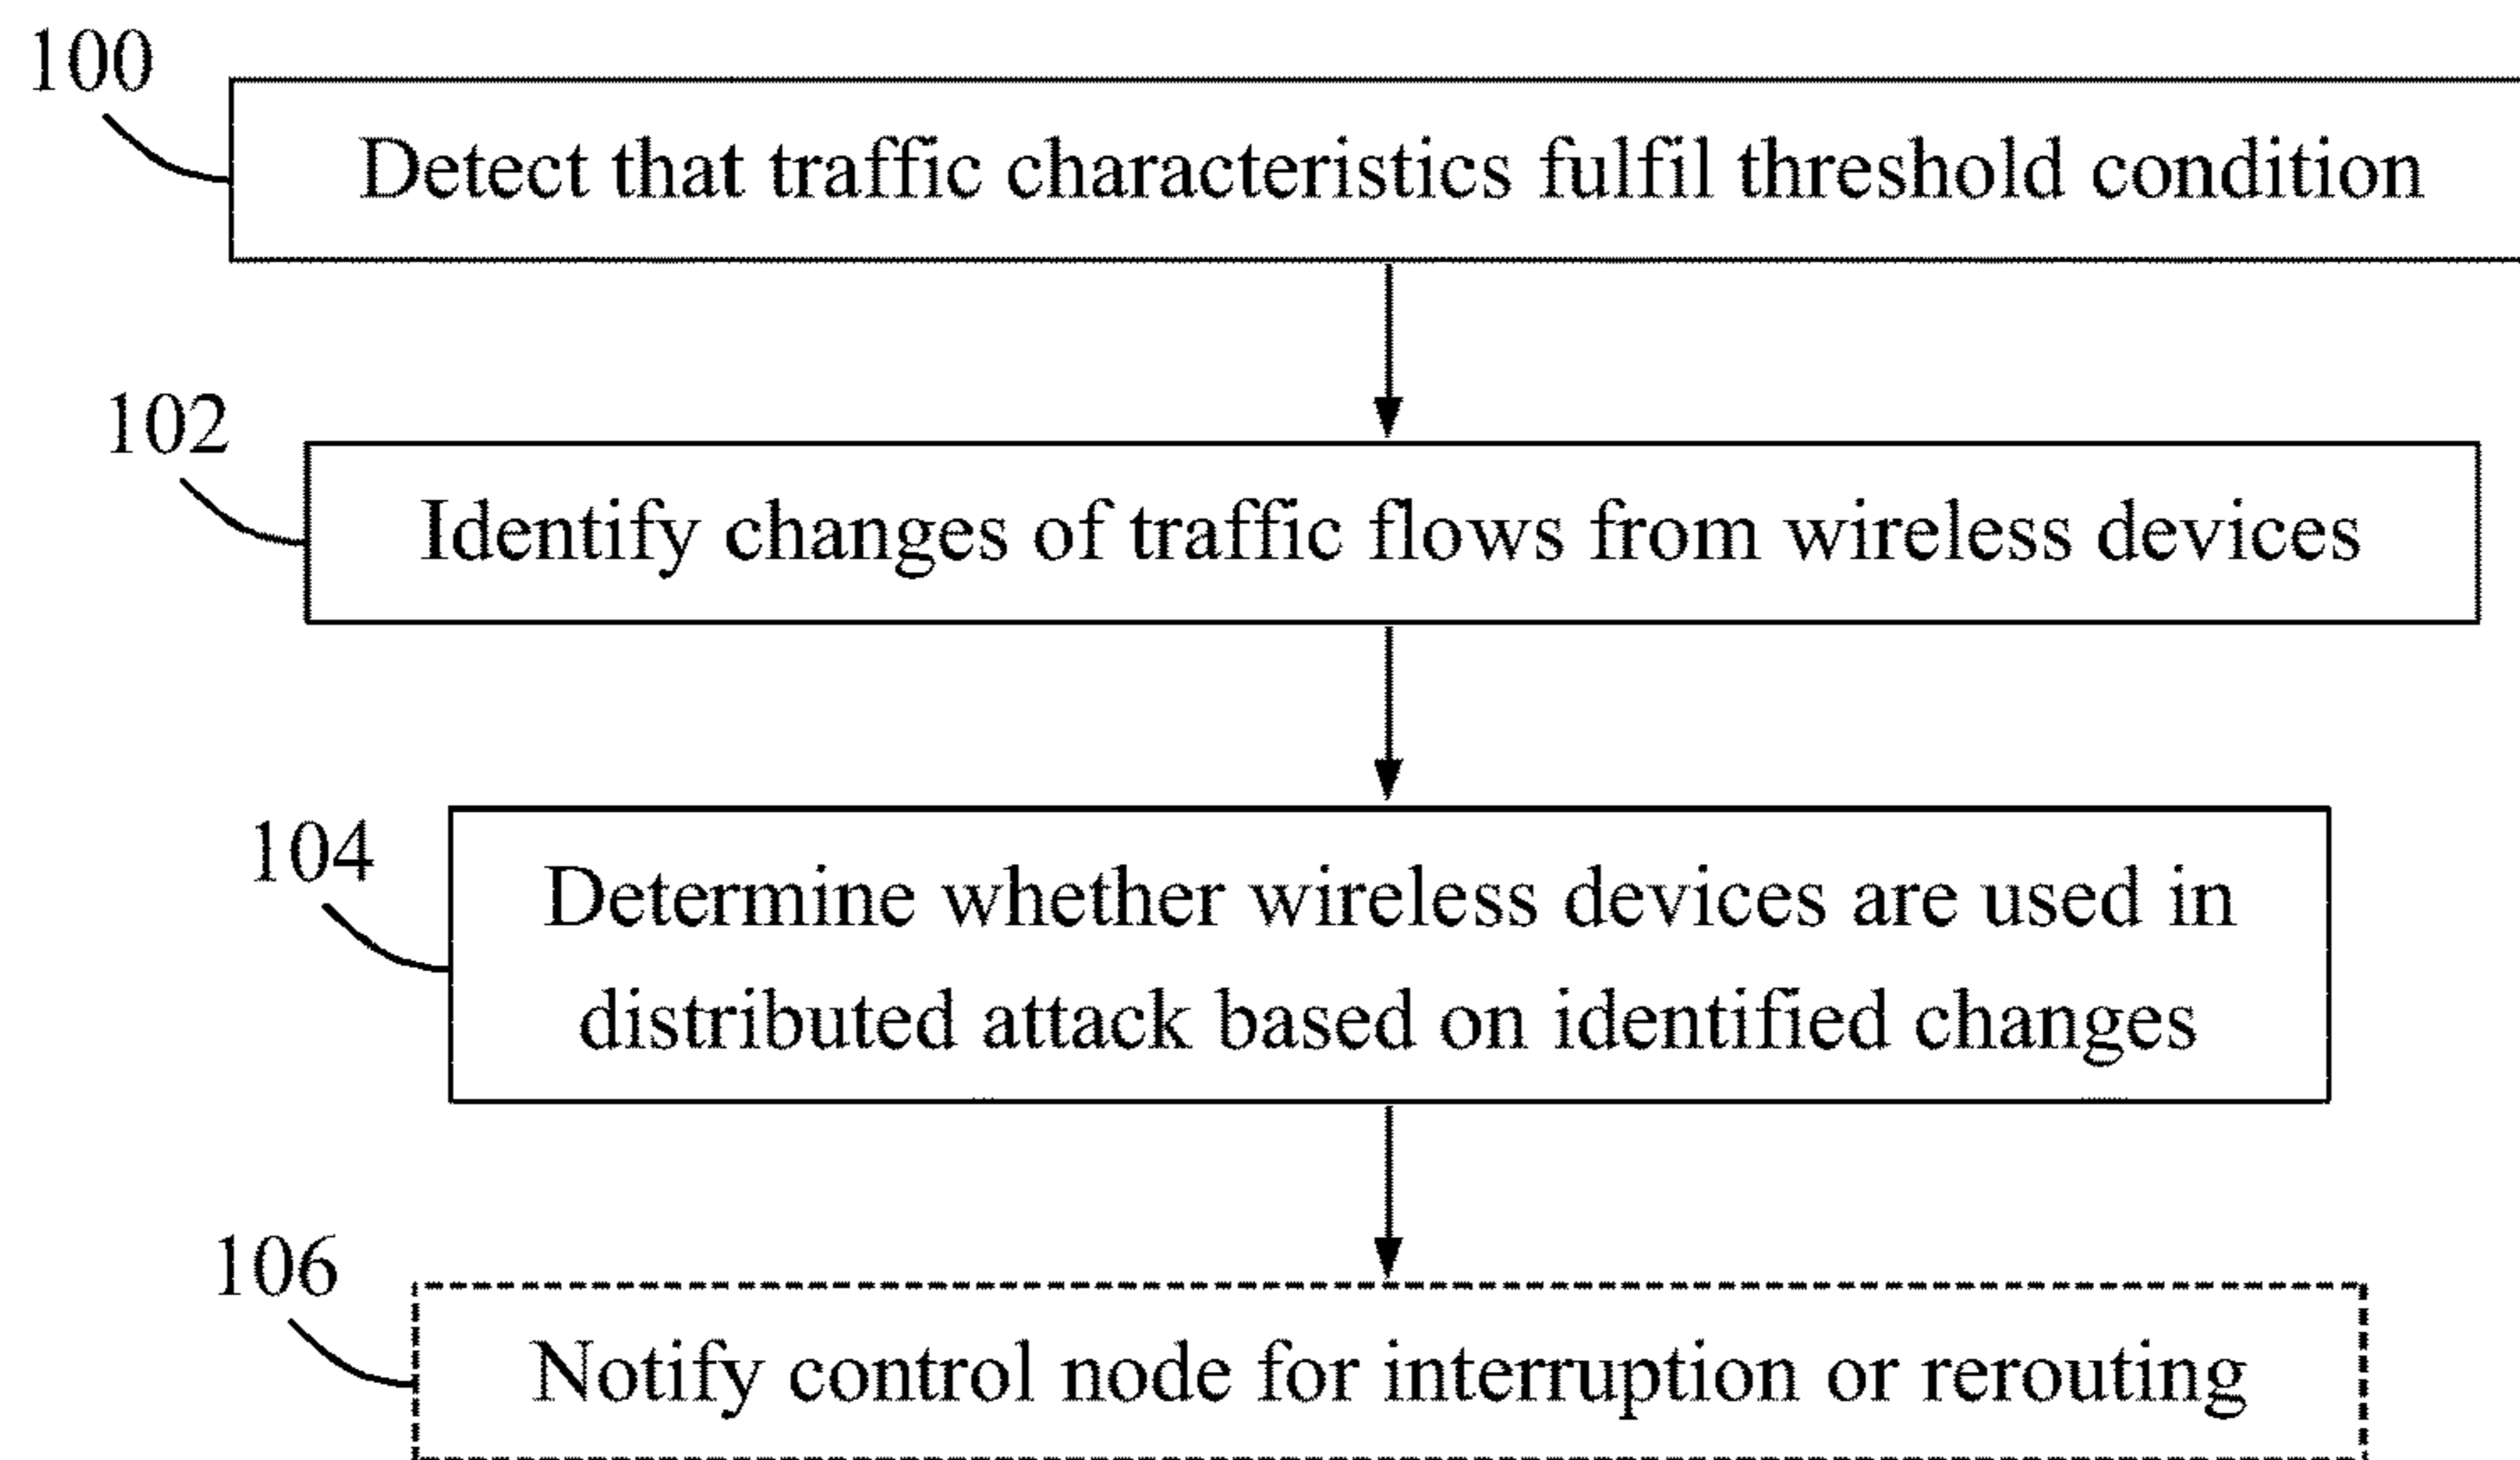 100
Detect that traffic characteristics fulfil threshold condition
102
Identify changes of traffic flows from wireless devices
104
Determine whether wireless devices are used in
distributed attack based on identified changes
106
Notify control node for interruption or rerouting